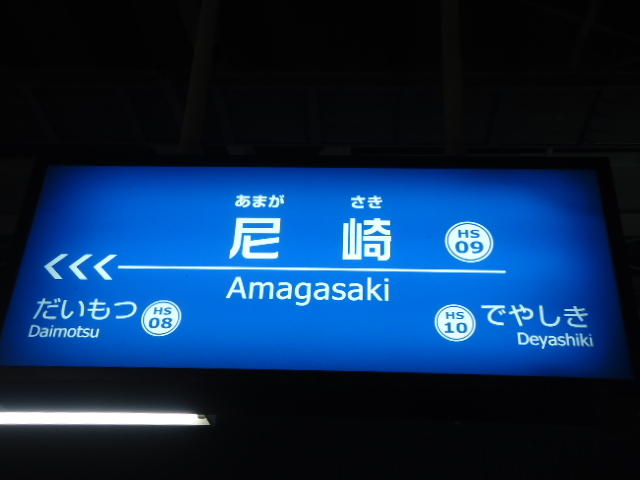 あまが さき
尼 崎 HS 09
Amagasaki
だいもつ HS 08 HS 10 でやしき
Daimotsu Deyashiki